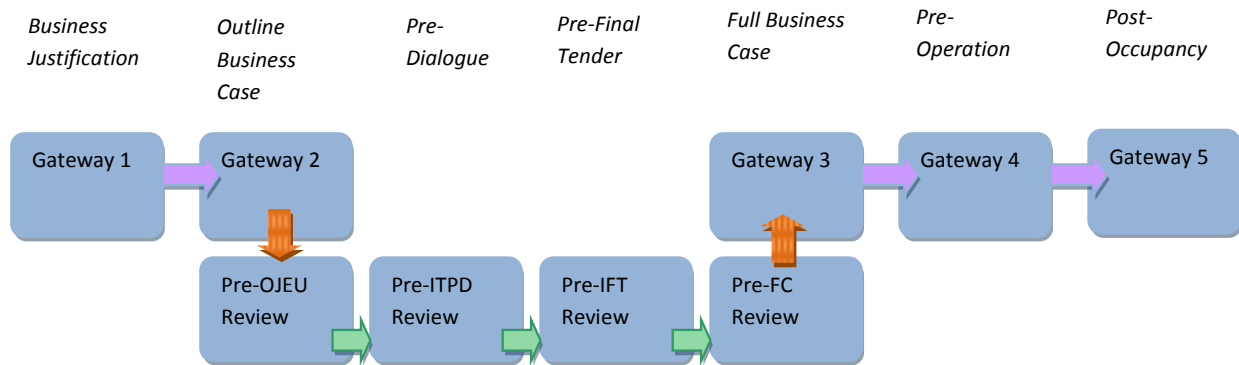 Business
Justification
Outline
Business
Case
Pre-
Dialogue
Pre-Final
Tender
Full Business
Case
Pre-
Operation
Post-
Occupancy
Gateway 1
Gateway 2
Gateway 3
Gateway 4
Gateway 5
Pre-OJEU
Review
Pre-ITPD
Review
Pre-IFT
Review
Pre-FC
Review